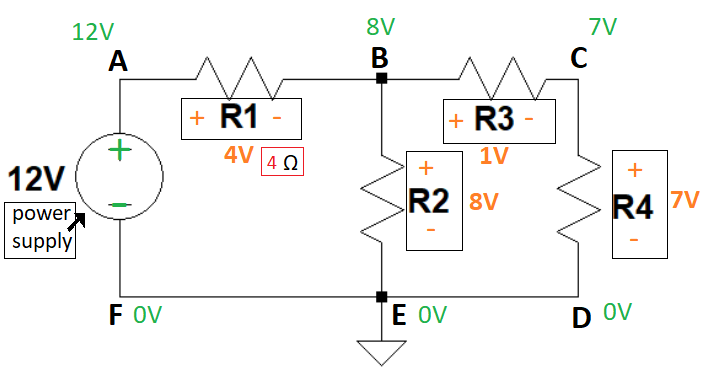 12V
8V
7V
A
B
C
+ R1 -
+ R3 -
4V
4 Ω
1V
+
-
12V
power
supply
+
R2
-
8V
+
R4
-
7V
F 0V
E 0V
D 0V